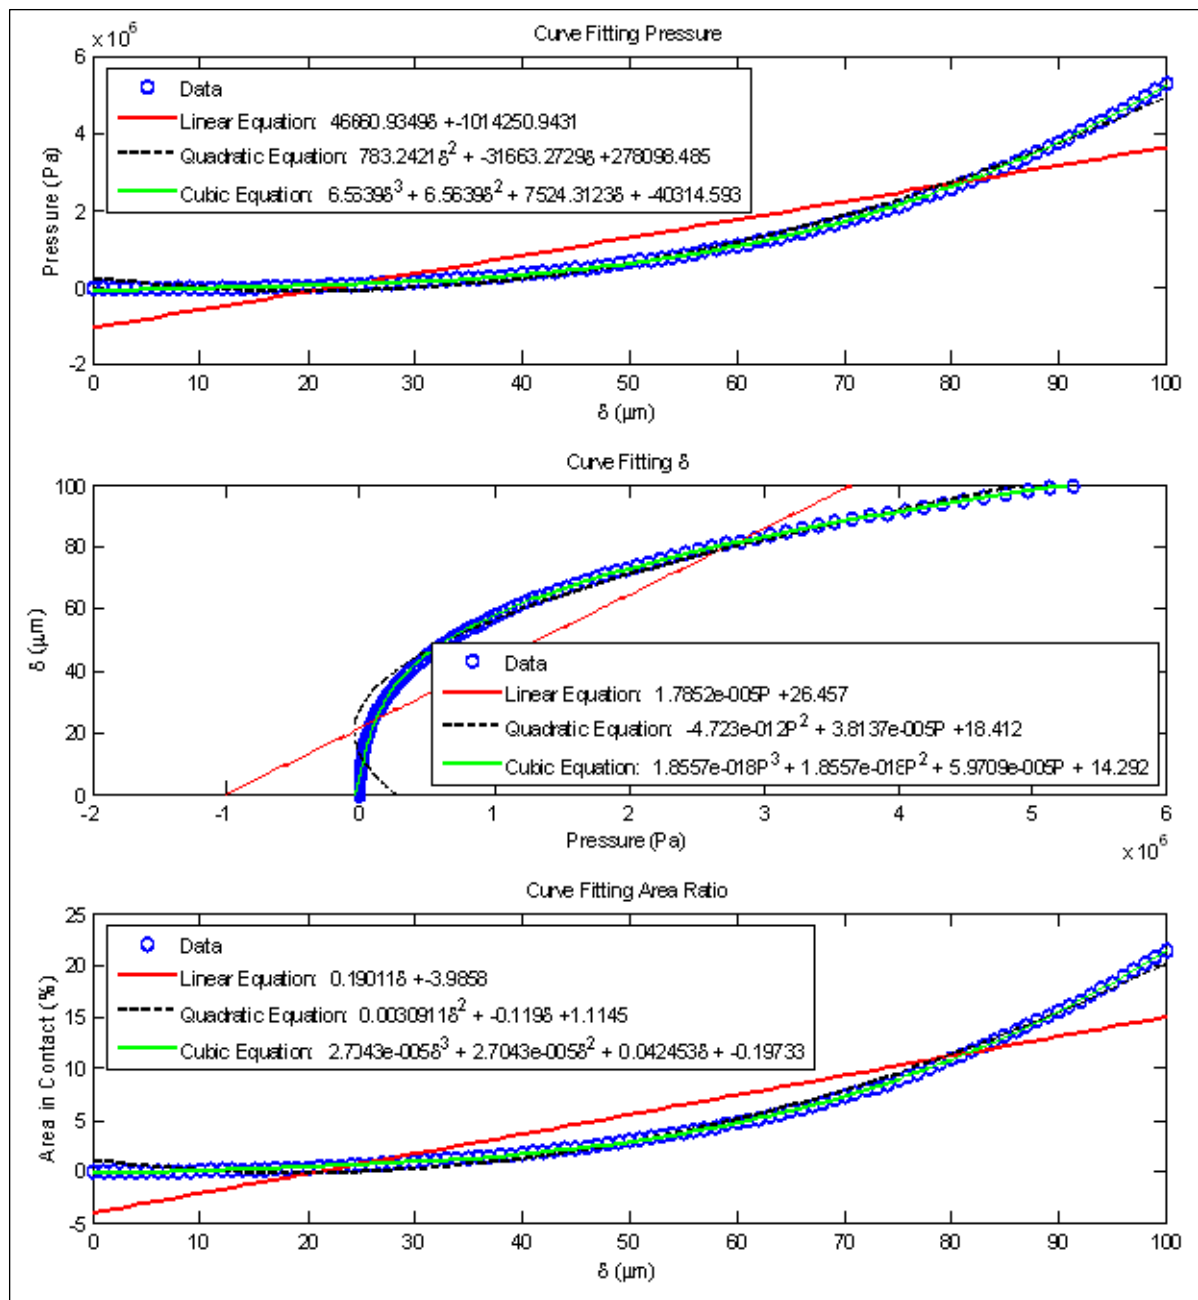 Curve Fitting Pressure
x 10^6
6
4
2
0
-2
Pressure (Pa)
Data
Linear Equation: 46660.9349δ +-1014250.9431
Quadratic Equation: 783.2421δ^2 + -31663.2729δ +278098.485
Cubic Equation: 6.5639δ^3 + 6.5639δ^2 + 7524.3123δ + -40314.593
0 10 20 30 40 50 60 70 80 90 100
δ (μm)
Curve Fitting δ
100
80
60
40
20
0
δ (μm)
Data
Linear Equation: 1.7852e-005P +26.457
Quadratic Equation: -4.723e-012P^2 + 3.8137e-005P +18.412
Cubic Equation: 1.8557e-018P^3 + 1.8557e-018P^2 + 5.9709e-005P + 14.292
-2 -1 0 1 2 3 4 5 6
Pressure (Pa)
x 10^6
Curve Fitting Area Ratio
25
20
15
10
5
0
-5
Area in Contact (%)
Data
Linear Equation: 0.19011δ +-3.9858
Quadratic Equation: 0.0030911δ^2 + -0.119δ +1.1145
Cubic Equation: 2.7043e-005δ^3 + 2.7043e-005δ^2 + 0.042453δ + -0.19733
0 10 20 30 40 50 60 70 80 90 100
δ (μm)